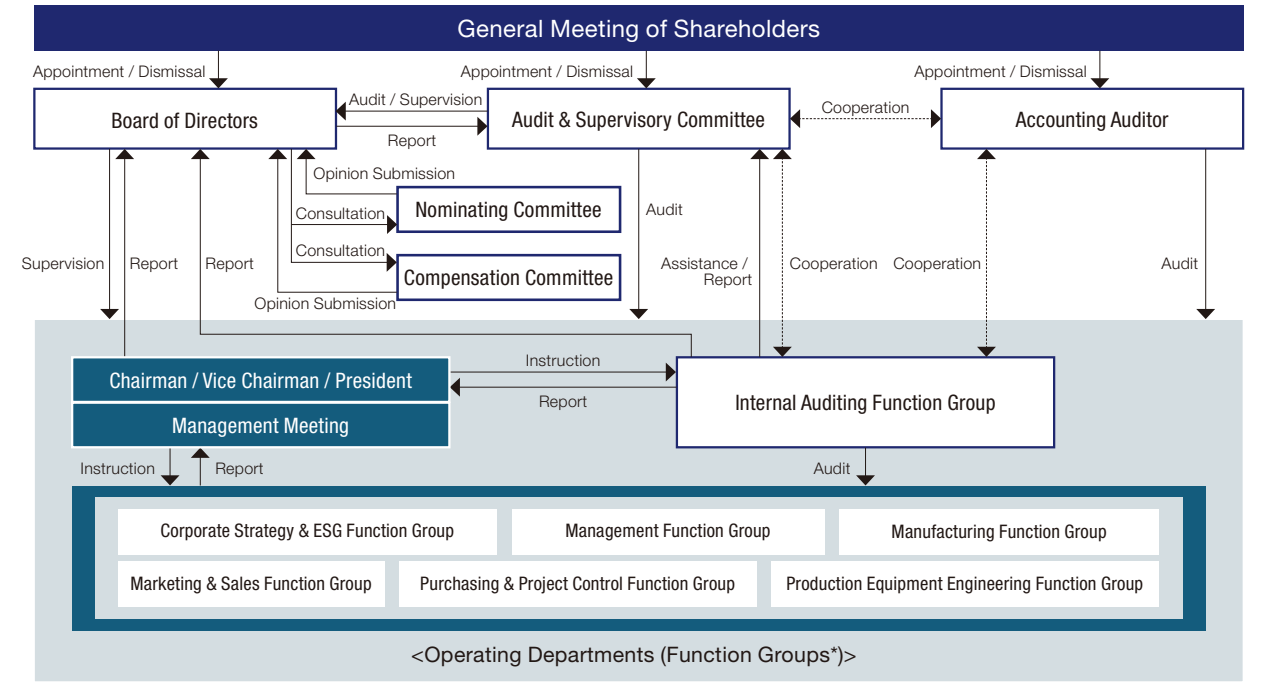 General Meeting of Shareholders
Appointment / Dismissal
Appointment / Dismissal
Appointment / Dismissal
Board of Directors
Audit / Supervision
Report
Audit & Supervisory Committee
Cooperation
Accounting Auditor
Opinion Submission
Nominating Committee
Consultation
Consultation
Compensation Committee
Opinion Submission
Supervision
Report
Report
Audit
Assistance /
Report
Cooperation
Cooperation
Audit
Chairman / Vice Chairman / President
Management Meeting
Instruction
Report
Internal Auditing Function Group
Instruction
Report
Audit
Corporate Strategy & ESG Function Group
Management Function Group
Manufacturing Function Group
Marketing & Sales Function Group
Purchasing & Project Control Function Group
Production Equipment Engineering Function Group
<Operating Departments (Function Groups*)>